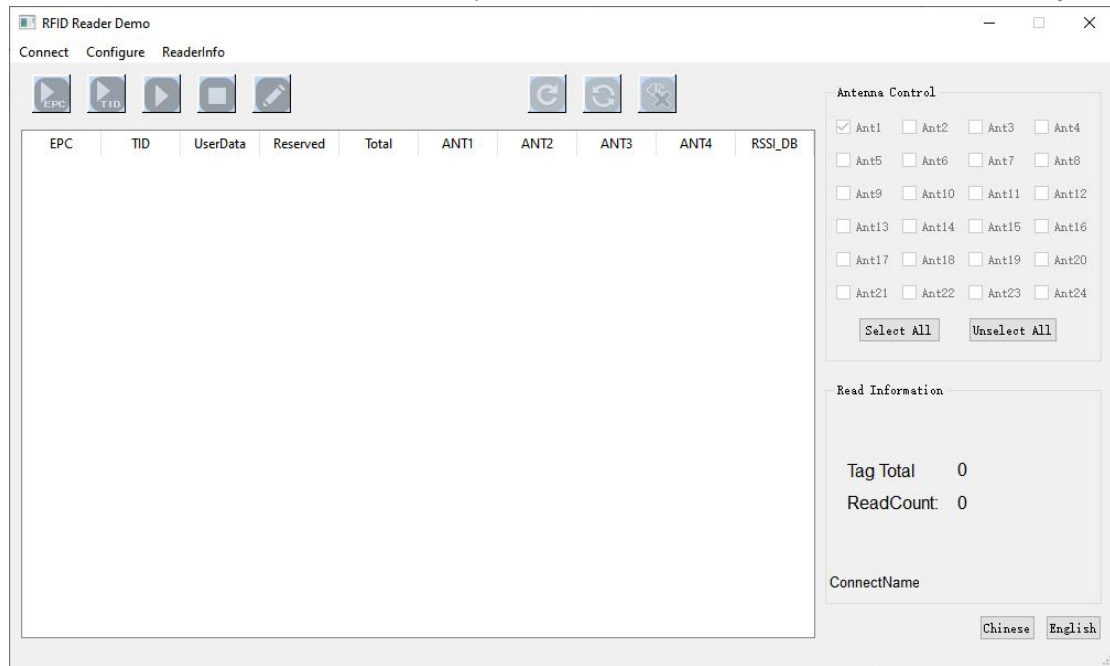 RFID Reader Demo
Connect Configure ReaderInfo
EPC TID
EPC TID UserData Reserved Total ANT1 ANT2 ANT3 ANT4 RSSI_DB
Antenna Control
Ant1 Ant2 Ant3 Ant4
Ant5 Ant6 Ant7 Ant8
Ant9 Ant10 Ant11 Ant12
Ant13 Ant14 Ant15 Ant16
Ant17 Ant18 Ant19 Ant20
Ant21 Ant22 Ant23 Ant24
Select All Unselect All
Read Information
Tag Total 0
ReadCount: 0
ConnectName
Chinese English